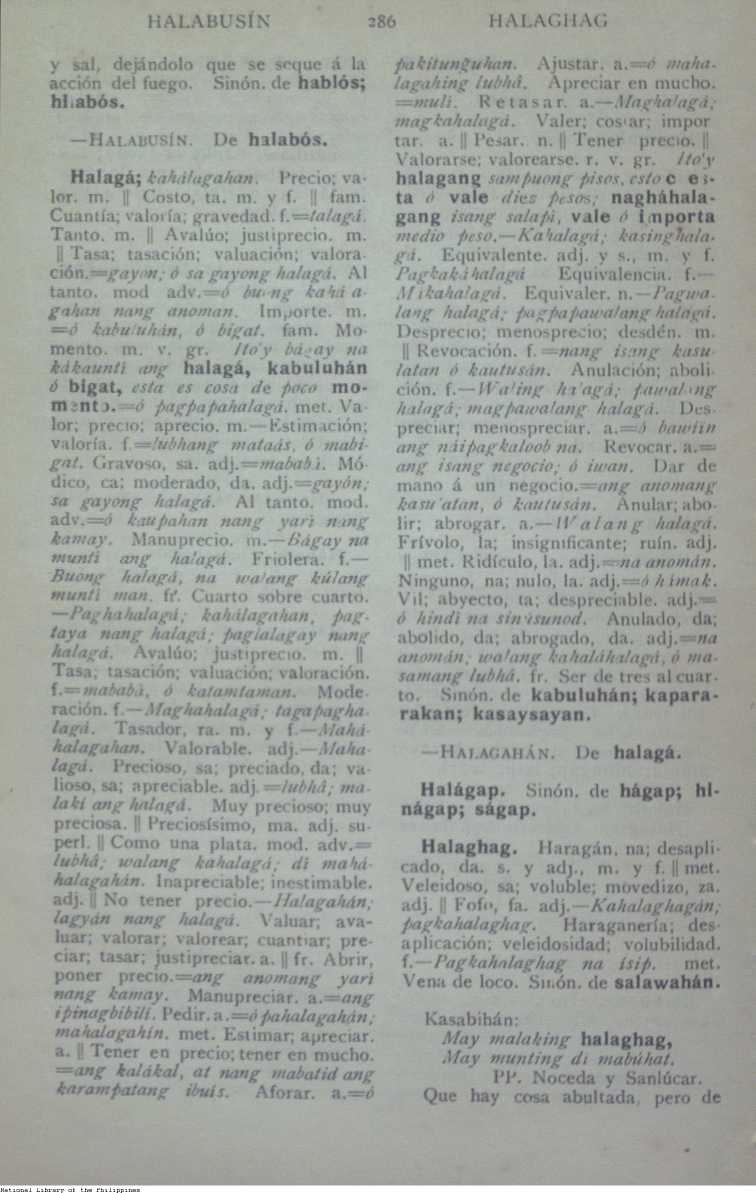 HALABUSÍN 286 HALAGHAG
y sal, dejándolo que se seque á la
acción del fuego. Sinón. de hablós;
hlabós.
—HALABUSÍN. De halabós.
Halagá; kahálagahan. Precio; va-
lor. m. || Costo, ta. m. y f. || fam.
Cuantía; valoría; gravedad. f.=talagá.
Tanto. m. || Avalúo; justiprecio. m.
|| Tasa; tasación; valuación; valora-
ción.=gayón; ó sa gayong halagá. Al
tanto. mod adv.=ó
gahan nang anoman. Importe. m.
=ó kabuluhán, ó bigat. fam. Mo-
mento. m. v. gr. Ito'y bágay na
kákaunti ang halagá, kabuluhán
ó bigat, esta es cosa de poco mo-
mento.=ó pagpapahalagá. met. Va-
lor; precio; aprecio. m.—Estimación;
valoría. f.=lubhang mataás, ó mabi-
gat. Gravoso, sa. adj.=mababà. Mó-
dico, ca; moderado, da. adj.=gayón;
sa gayong halagá. Al tanto. mod.
adv.=ó kaupahan nang yari nang
kamay. Manuprecio. m.—Bágay na
munti ang halagá. Friolera. f.—
Buong halagá, na walang kúlang
munti man. fr. Cuarto sobre cuarto.
—Paghahalagá; kahálagahan, pag-
taya nang halagá; paglalagay nang
halagá. Avalúo; justiprecio. m. ||
Tasa; tasación; valuación; valoración.
f.=mababà, ó katamtaman. Mode-
ración. f.—Maghahalagá; tagapagha-
lagá. Tasador, ra. m. y f.—Mahá-
halagahan. Valorable. adj.—Maha-
lagá. Precioso, sa; preciado, da; va-
lioso, sa; apreciable. adj.=lubhâ; ma-
laki ang halagá. Muy precioso; muy
preciosa. || Preciosísimo, ma. adj. su-
perl. || Como una plata. mod. adv.=
lubhâ; walang kahalagá; di mahá-
halagahán. Inapreciable; inestimable.
adj. || No tener precio.—Halagahán;
lagyán nang halagá. Valuar; ava-
luar; valorar; valorear; cuantiar; pre-
ciar; tasar; justipreciar. a. || fr. Abrir,
poner precio.=ang anomang yari
nang kamay. Manupreciar. a.=ang
ipinagbibili. Pedir. a.=ó pahalagahán;
mahalagahin. met. Estimar; apreciar.
a. || Tener en precio; tener en mucho.
=ang kalákal, at nang mabatid ang
karampatang ibuís. Aforar. a.=ó
pakitunguhan. Ajustar. a.=ó maha-
lagahing lubhâ. Apreciar en mucho.
=muli. Retasar. a.—Maghalagá;
magkahalagá. Valer; costar; impor
tar. a. || Pesar. n. || Tener precio. ||
Valorarse; valorearse. r. v. gr. Ito'y
halagang sampuong pisos, esto ces-
ta ó vale diez pesos; nagháhala-
gang isang salapi, vale ó importa
medio peso.—Kahalagá; kasinghala-
gá. Equivalente. adj. y s., m. y f.
Pagkakáhalagá Equivalencia. f.—
Mikahalagá. Equivaler. n.—Pagwa-
lang halagá; pagpapawalang halagá.
Desprecio; menosprecio; desdén. m.
|| Revocación. f.=nang isang kasu-
latan ó kautusán. Anulación; aboli-
ción. f.—Waling halagá; pawalang
halagá; magpawalang halagá. Des-
preciar; menospreciar. a.=ó bawíin
ang náipagkaloob na. Revocar. a.=
ang isang negocio; ó iwan. Dar de
mano á un negocio.=ang anomang
kasulatan, ó kautusan. Anular; abo-
lir; abrogar. a.—Walang halagá.
Frívolo, la; insignificante; ruín. adj.
|| met. Ridículo, la. adj.=na anomán.
Ninguno, na; nulo, la. adj.=ó himak.
Vil; abyecto, ta; despreciable. adj.=
ó hindi na sinúsunod. Anulado, da;
abolido, da; abrogado, da. adj.=na
anomán; walang kahaláhalagá, ó ma-
samang lubhâ. fr. Ser de tres al cuar-
to. Sinón. de kabuluhán; kapara-
rakan; kasaysayan.
—HALAGAHÁN. De halagá.
Halágap. Sinón. de hágap; hi-
nágap; ságap.
Halaghag. Haragán, na; desapli-
cado, da. s. y adj., m. y f. || met.
Veleidoso, sa; voluble; movedizo, za.
adj. || Fofo, fa. adj.—Kahalaghagán;
pagkahalaghag. Haraganería; des-
aplicación; veleidosidad; volubilidad.
f.—Pagkahalaghag na ísip. met.
Vena de loco. Sinón. de salawahán.
Kasabihán:
May malaking halaghag,
May munting di mabúhat.
PP. Noceda y Sanlúcar.
Que hay cosa abultada, pero de
National Library of the Philippines